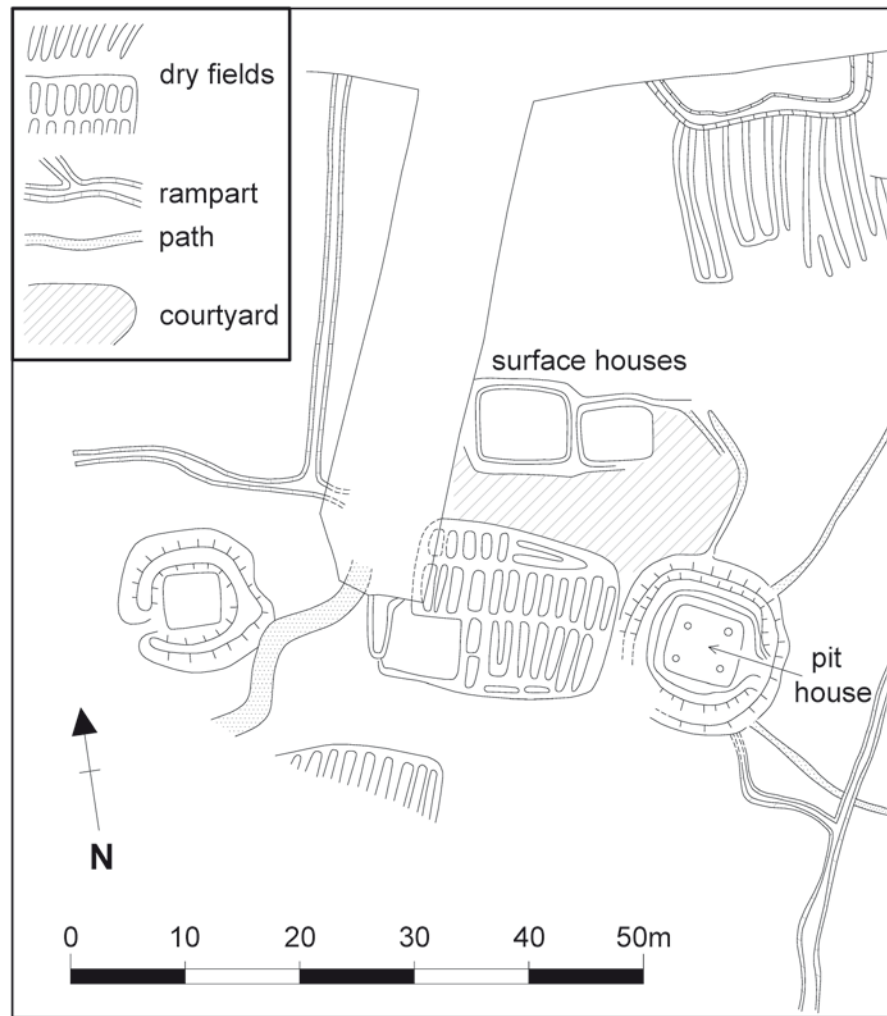 dry fields
rampart
path
courtyard
surface houses
pit
house
N
0 10 20 30 40 50m